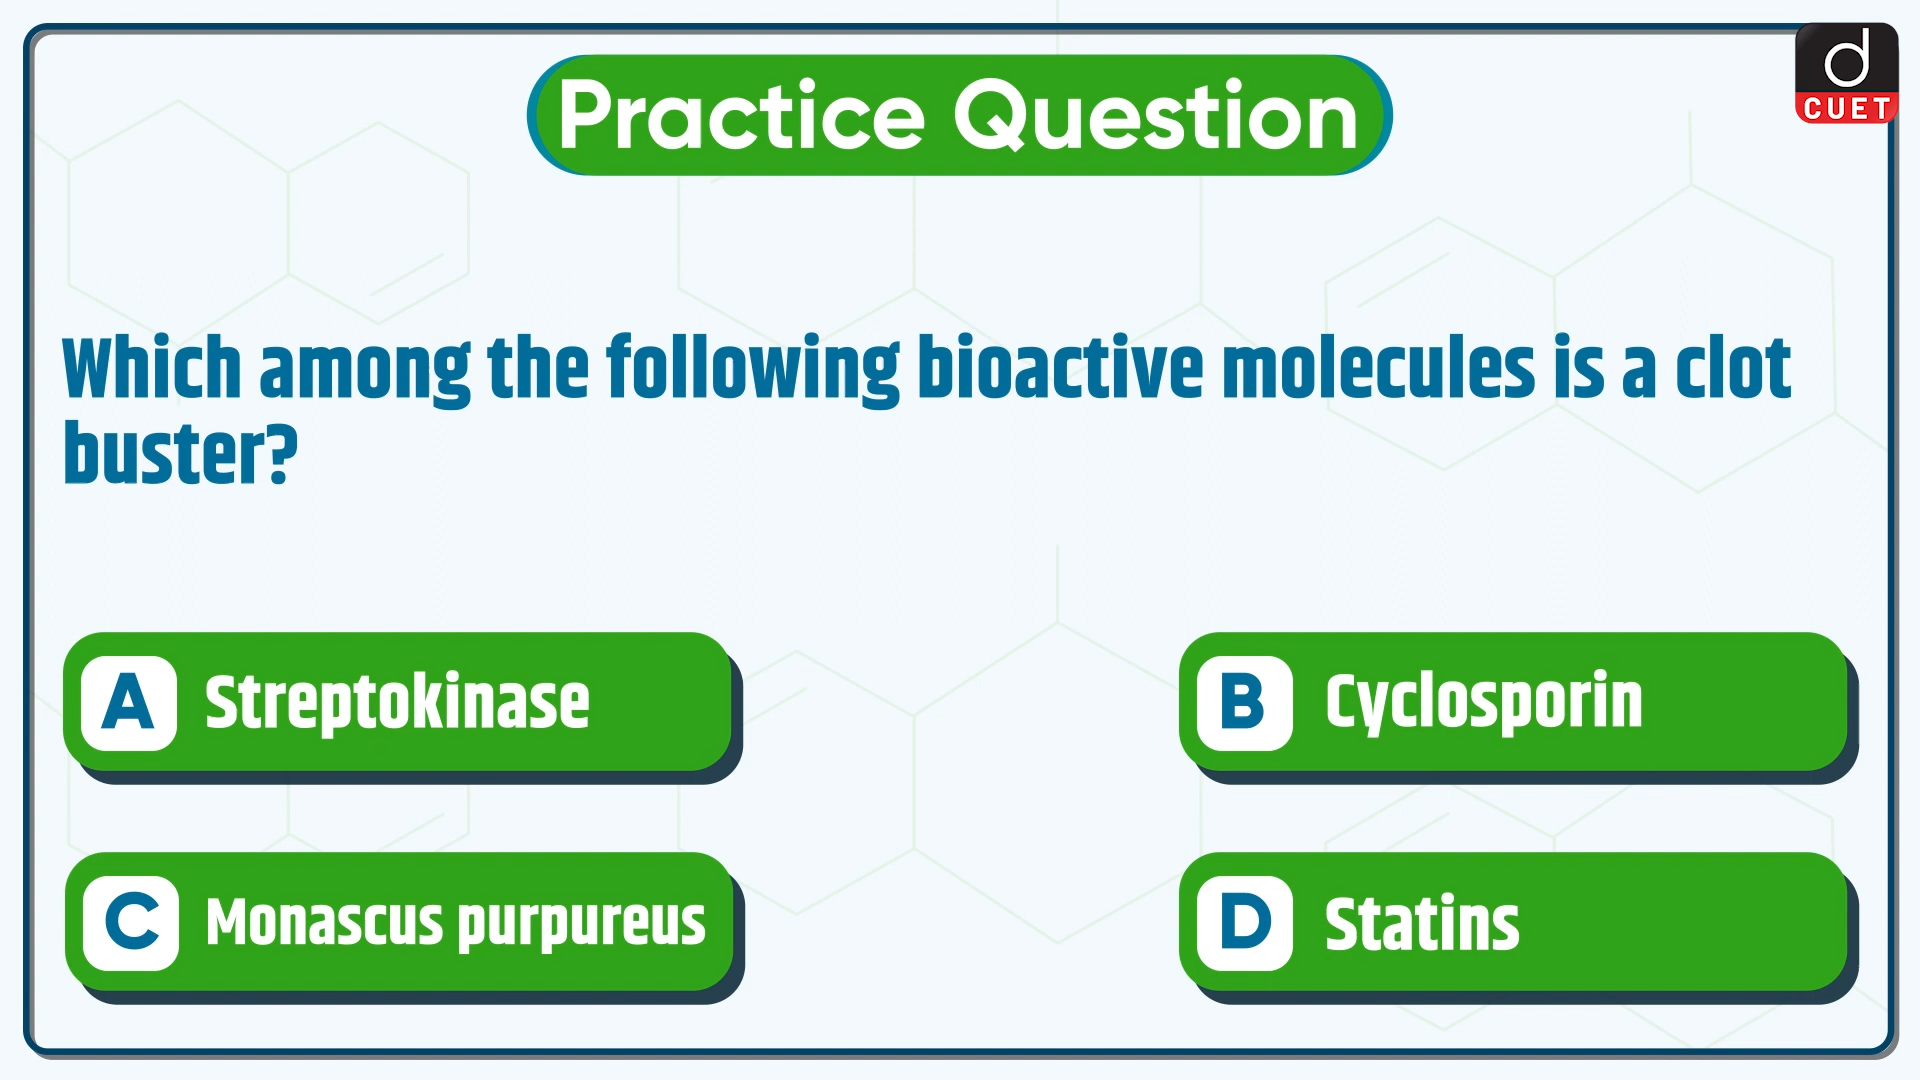 Practice Question
d
CUET
Which among the following bioactive molecules is a clot
buster?
A Streptokinase
B Cyclosporin
C Monascus purpureus
D Statins